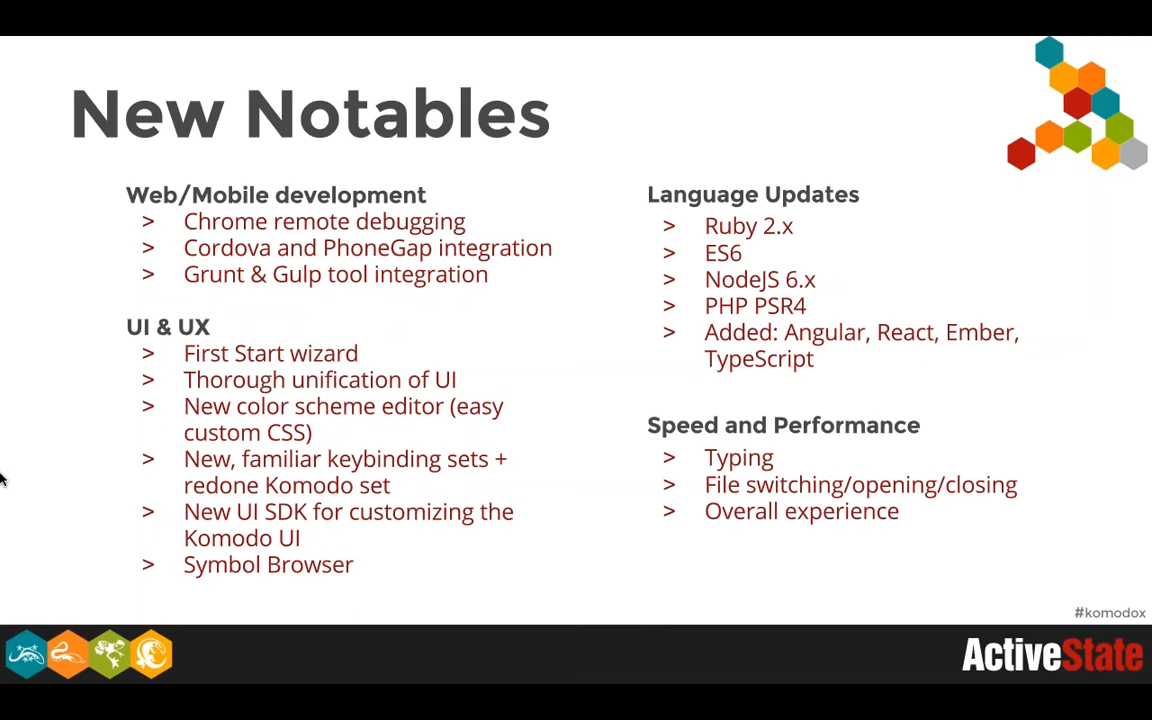 New Notables
Web/Mobile development
> Chrome remote debugging
> Cordova and PhoneGap integration
> Grunt & Gulp tool integration
UI & UX
> First Start wizard
> Thorough unification of UI
> New color scheme editor (easy
custom CSS)
> New, familiar keybinding sets +
redone Komodo set
> New UI SDK for customizing the
Komodo UI
> Symbol Browser
Language Updates
> Ruby 2.x
> ES6
> NodeJS 6.x
> PHP PSR4
> Added: Angular, React, Ember,
TypeScript
Speed and Performance
> Typing
> File switching/opening/closing
> Overall experience
#komodox
ActiveState